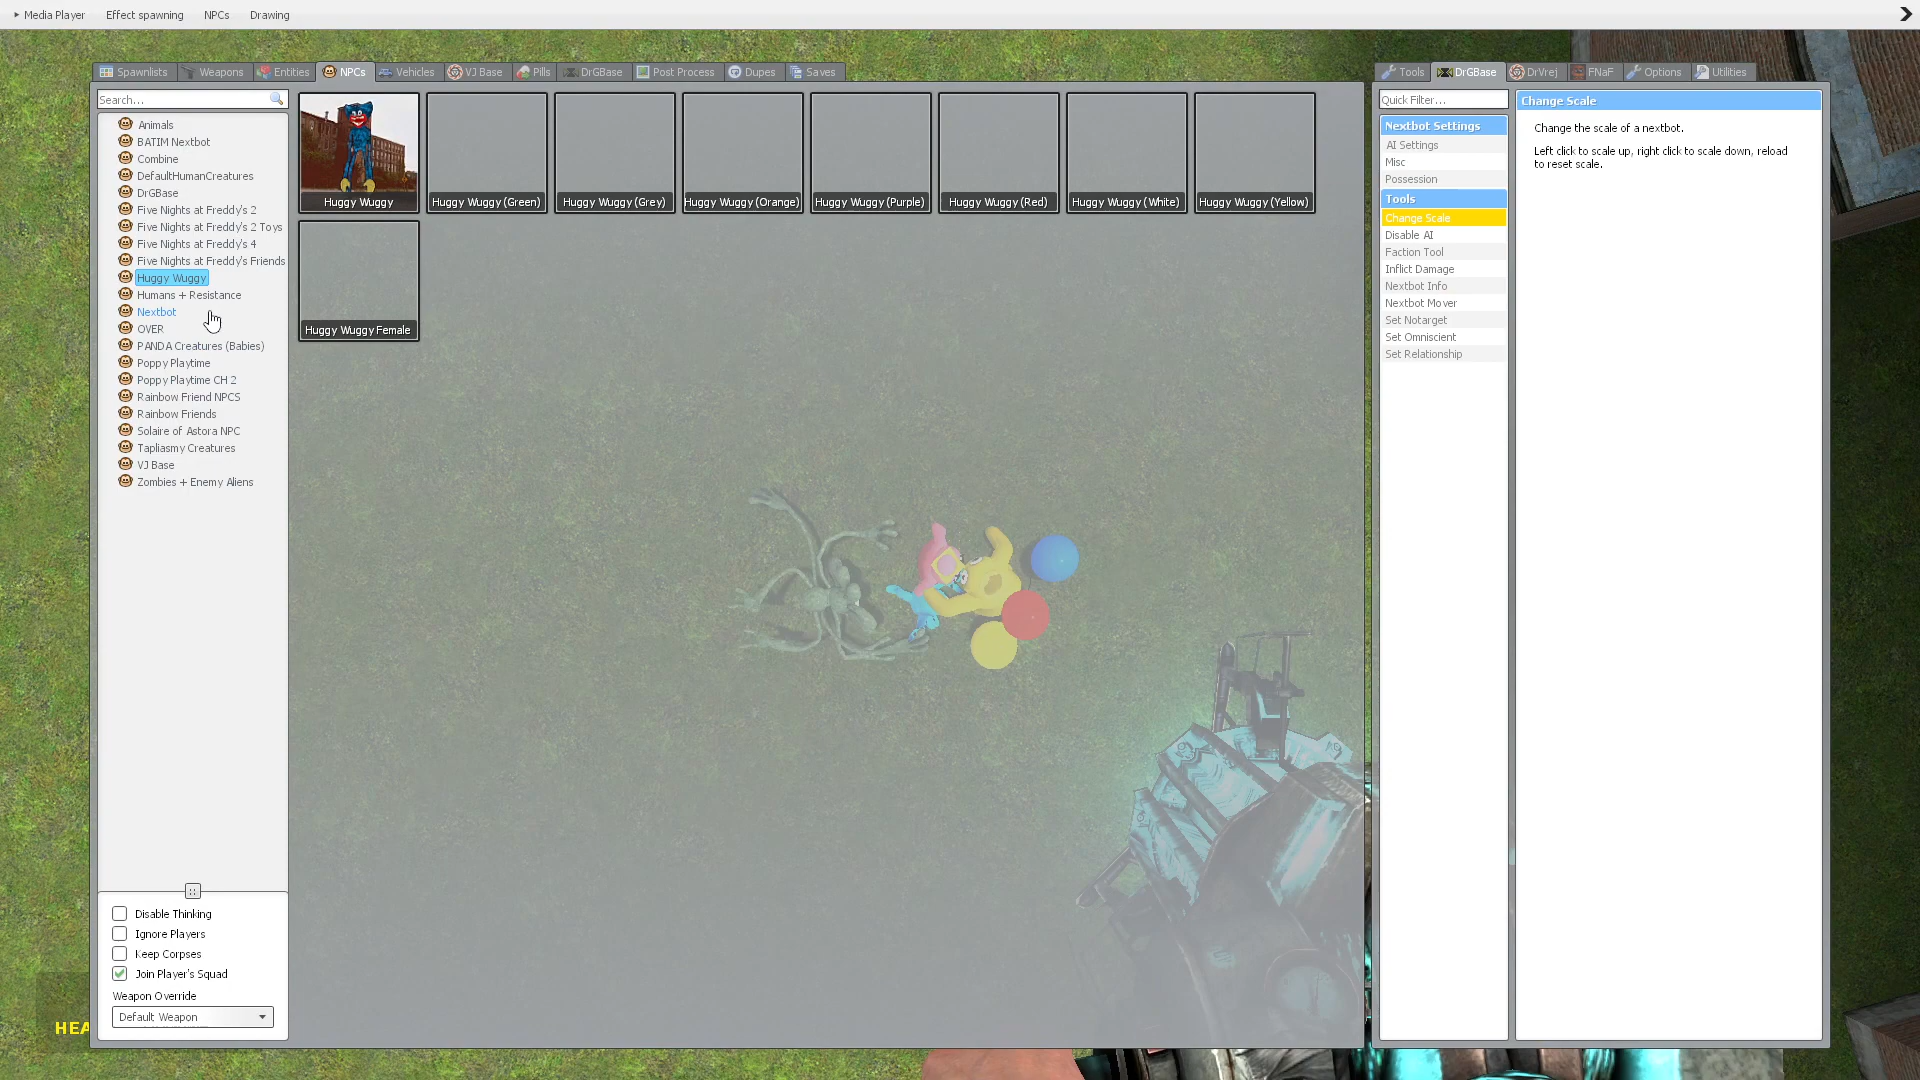 Media Player Effect spawning NPCs Drawing
Spawnlists Weapons Entities NPCs Vehicles VJ Base Pills DrGBase Post Process Dupes Saves
Search...
Animals
BATIM Nextbot
Combine
DefaultHumanCreatures
DrGBase
Five Nights at Freddy's 2
Five Nights at Freddy's 2 Toys
Five Nights at Freddy's 4
Five Nights at Freddy's Friends
Huggy Wuggy
Humans + Resistance
Nextbot
OVER
PANDA Creatures (Babies)
Poppy Playtime
Poppy Playtime CH 2
Rainbow Friend NPCS
Rainbow Friends
Solaire of Astora NPC
Tapliasmy Creatures
VJ Base
Zombies + Enemy Aliens
Disable Thinking
Ignore Players
Keep Corpses
Join Player's Squad
Weapon Override
Default Weapon
HEA
Huggy Wuggy Huggy Wuggy (Green) Huggy Wuggy (Grey) Huggy Wuggy (Orange) Huggy Wuggy (Purple) Huggy Wuggy (Red) Huggy Wuggy (White) Huggy Wuggy (Yellow)
Huggy Wuggy Female
Tools DrGBase DrVrej FNaF Options Utilities
Quick Filter...
Nextbot Settings
AI Settings
Misc
Possession
Tools
Change Scale
Disable AI
Faction Tool
Inflict Damage
Nextbot Info
Nextbot Mover
Set Notarget
Set Omniscient
Set Relationship
Change Scale
Change the scale of a nextbot.
Left click to scale up, right click to scale down, reload
to reset scale.